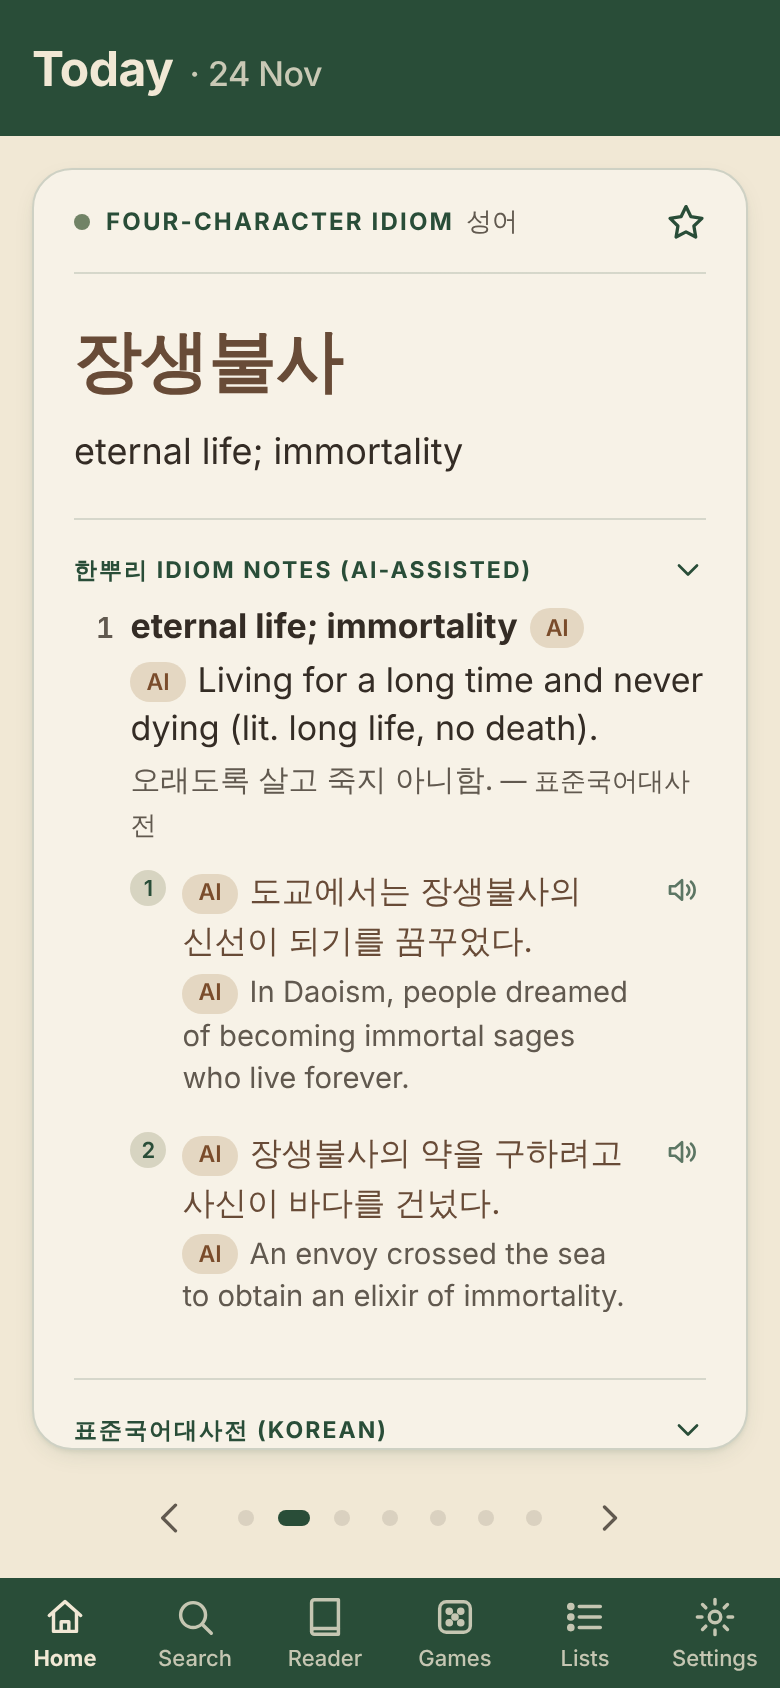 Today · 24 Nov
FOUR-CHARACTER IDIOM 성어
장생불사
eternal life; immortality
한뿌리 IDIOM NOTES (AI-ASSISTED)
1 eternal life; immortality AI
AI Living for a long time and never
dying (lit. long life, no death).
오래도록 살고 죽지 아니함. — 표준국어대사
전
1 AI 도교에서는 장생불사의
신선이 되기를 꿈꾸었다.
AI In Daoism, people dreamed
of becoming immortal sages
who live forever.
2 AI 장생불사의 약을 구하려고
사신이 바다를 건넜다.
AI An envoy crossed the sea
to obtain an elixir of immortality.
표준국어대사전 (KOREAN)
Home Search Reader Games Lists Settings